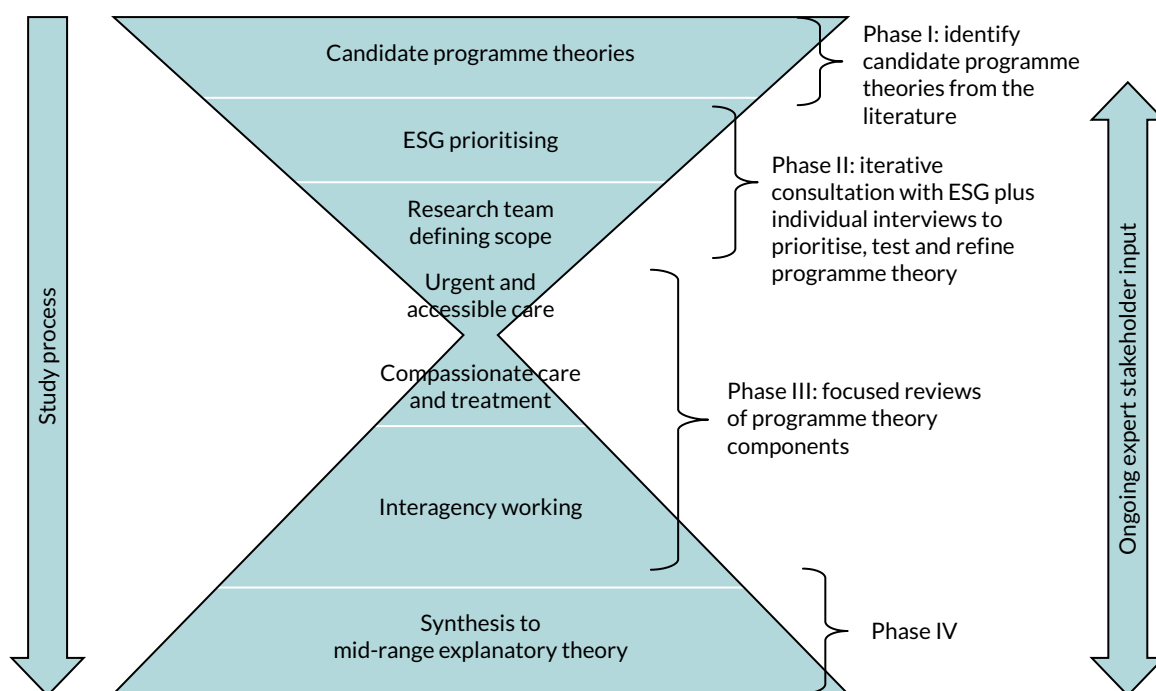 Candidate programme theories
Phase I: identify
candidate programme
theories from the
literature
ESG prioritising
Phase II: iterative
consultation with ESG plus
individual interviews to
prioritise, test and refine
programme theory
Research team
defining scope
Urgent and
accessible care
Compassionate care
and treatment
Phase III: focused reviews
of programme theory
components
Interagency working
Synthesis to
mid-range explanatory theory
Phase IV
Study process
Ongoing expert stakeholder input